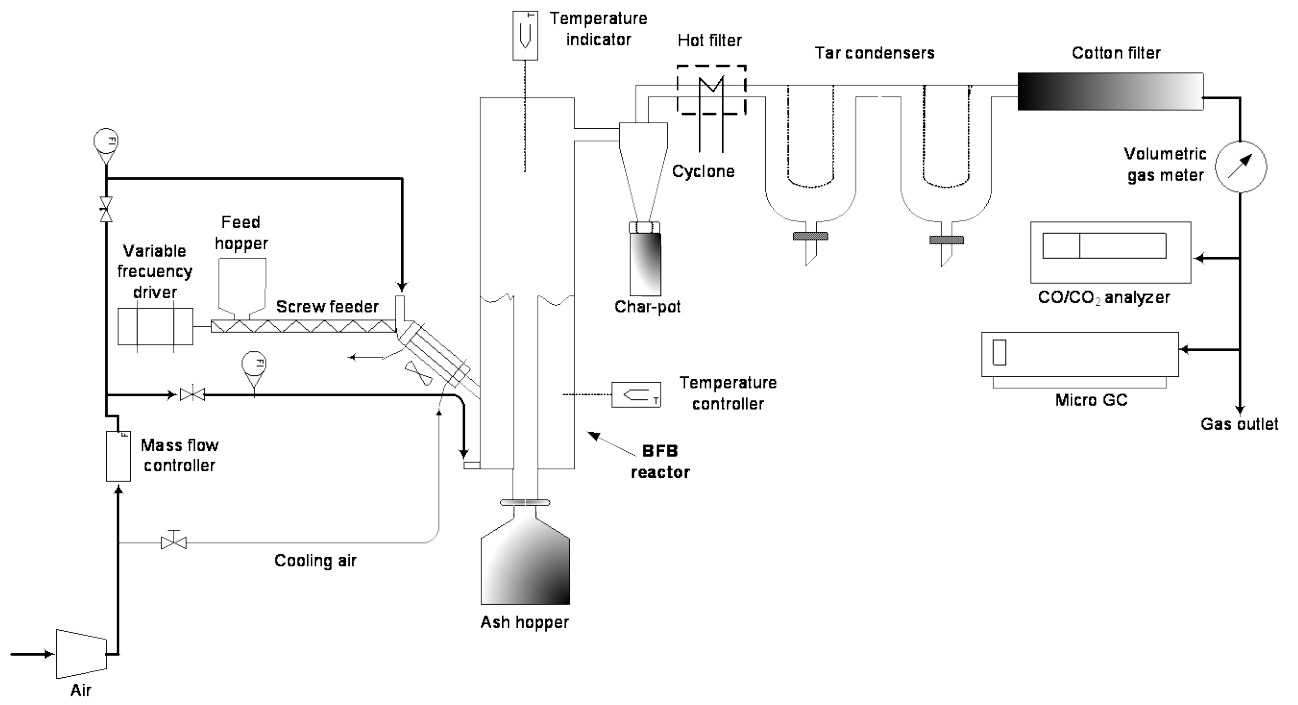 Temperature
indicator
Hot filter
Tar condensers
Cotton filter
T
FI
Volumetric
gas meter
Cyclone
Feed
hopper
Variable
frecuency
driver
Screw feeder
Char-pot
CO/CO₂ analyzer
FI
Temperature
controller
T
Micro GC
Gas outlet
F
Mass flow
controller
BFB
reactor
Cooling air
Ash hopper
Air